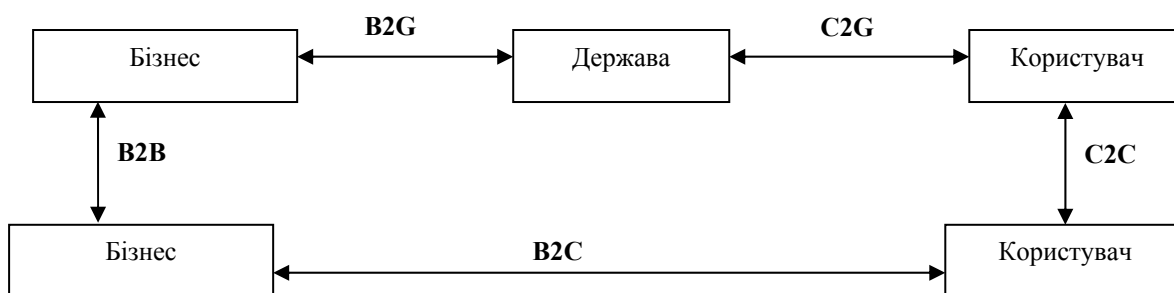 B2G
C2G
Бізнес
Держава
Користувач
B2B
C2C
Бізнес
B2C
Користувач